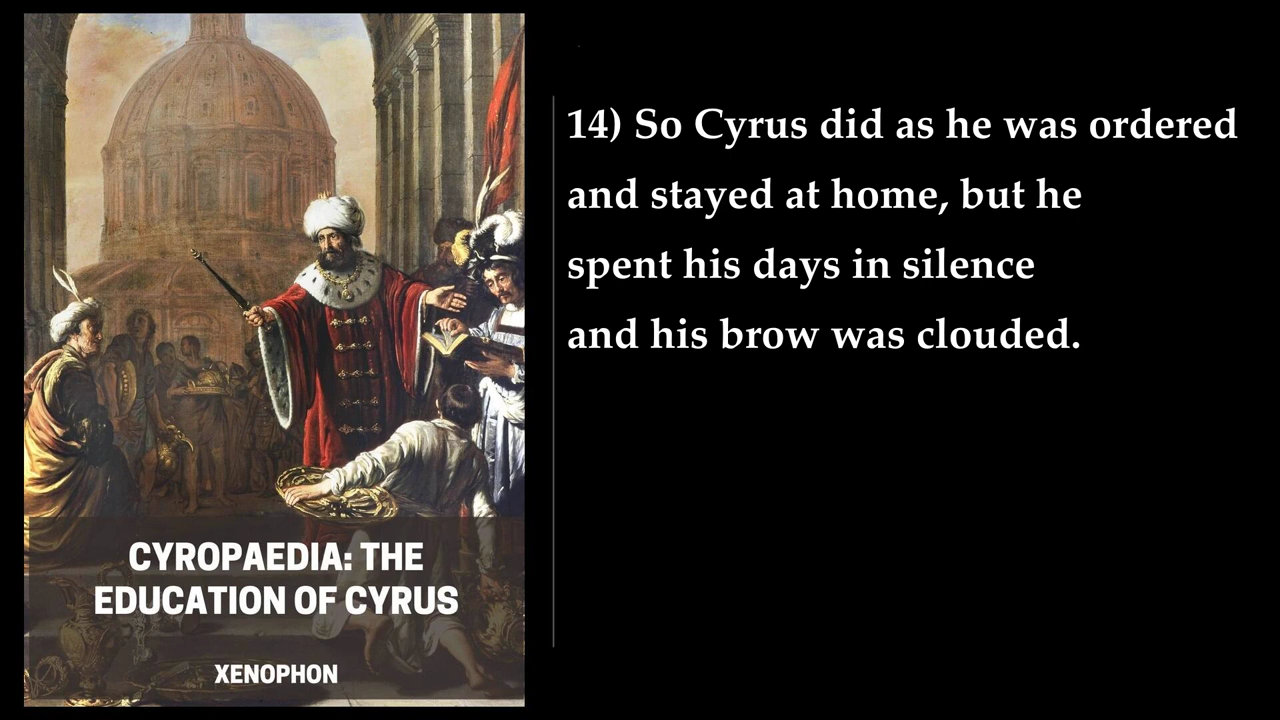 14) So Cyrus did as he was ordered
and stayed at home, but he
spent his days in silence
and his brow was clouded.
CYROPAEDIA: THE
EDUCATION OF CYRUS
XENOPHON